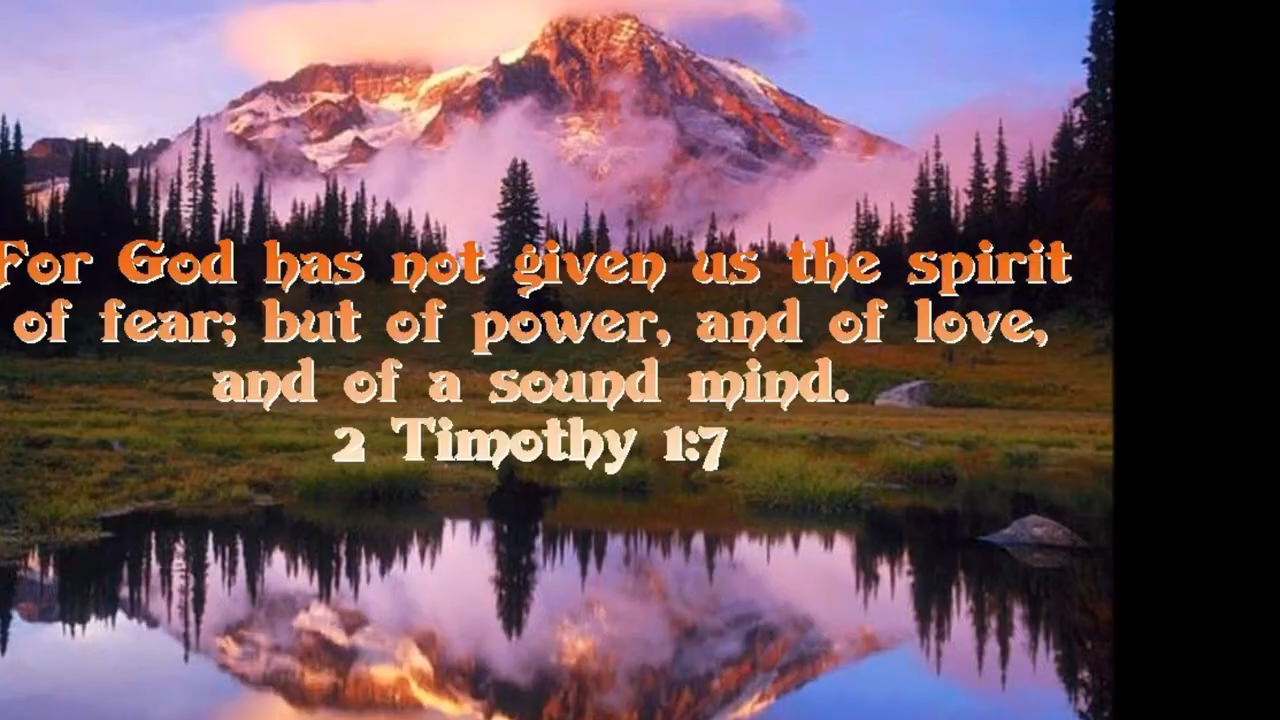 For God has not given us the spirit
of fear; but of power, and of love,
and of a sound mind.
2 Timothy 1:7